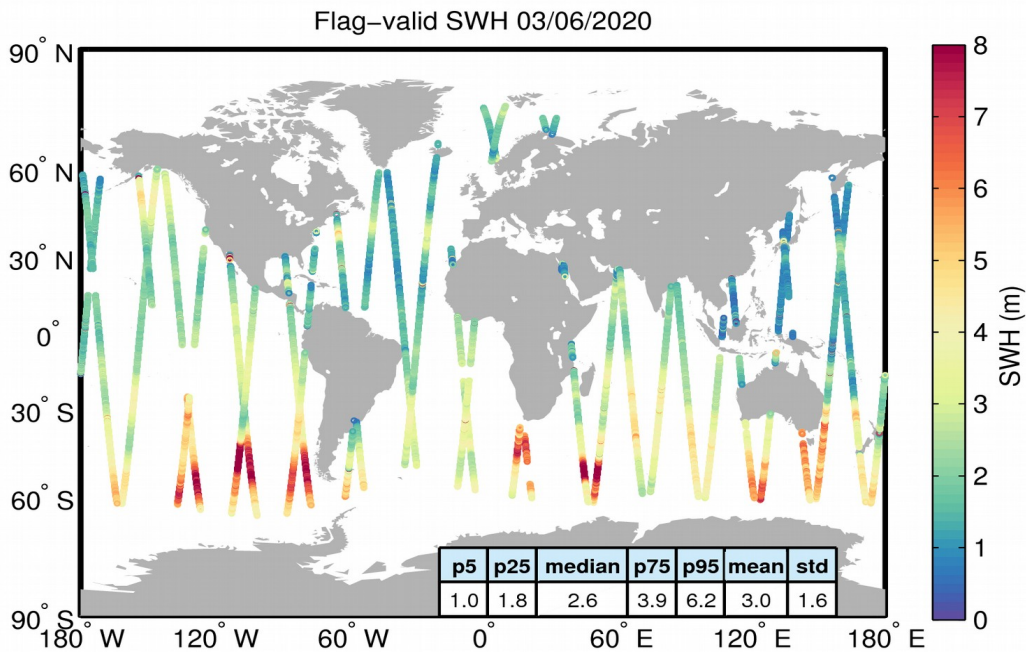 Flag−valid SWH 03/06/2020
90° N
60° N
30° N
0°
30° S
60° S
90° S
180° W
120° W
60° W
0°
60° E
120° E
180° E
8
7
6
5
4
3
2
1
0
SWH (m)
p5 p25 median p75 p95 mean std
1.0 1.8 2.6 3.9 6.2 3.0 1.6